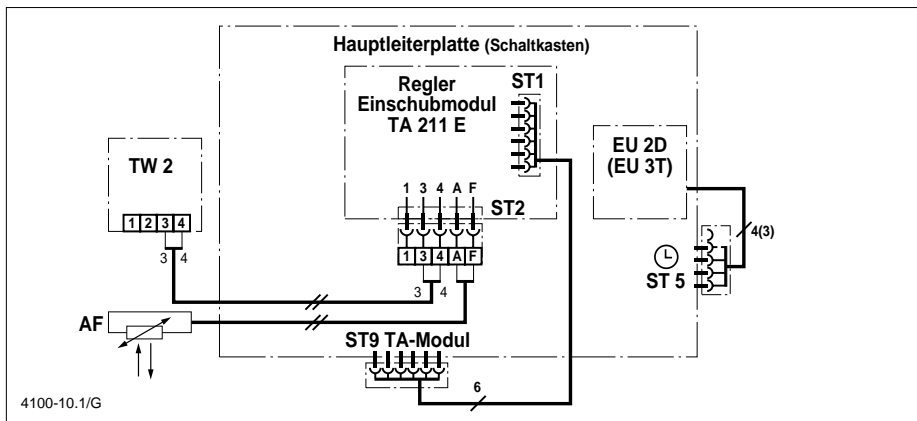 Hauptleiterplatte (Schaltkasten)
Regler
Einschubmodul
TA 211 E
ST1
TW 2
1 2 3 4
3 4
EU 2D
(EU 3T)
1 3 4 A F
ST2
1 3 4 A F
3 4
4(3)
ST 5
AF
ST9 TA-Modul
6
4100-10.1/G